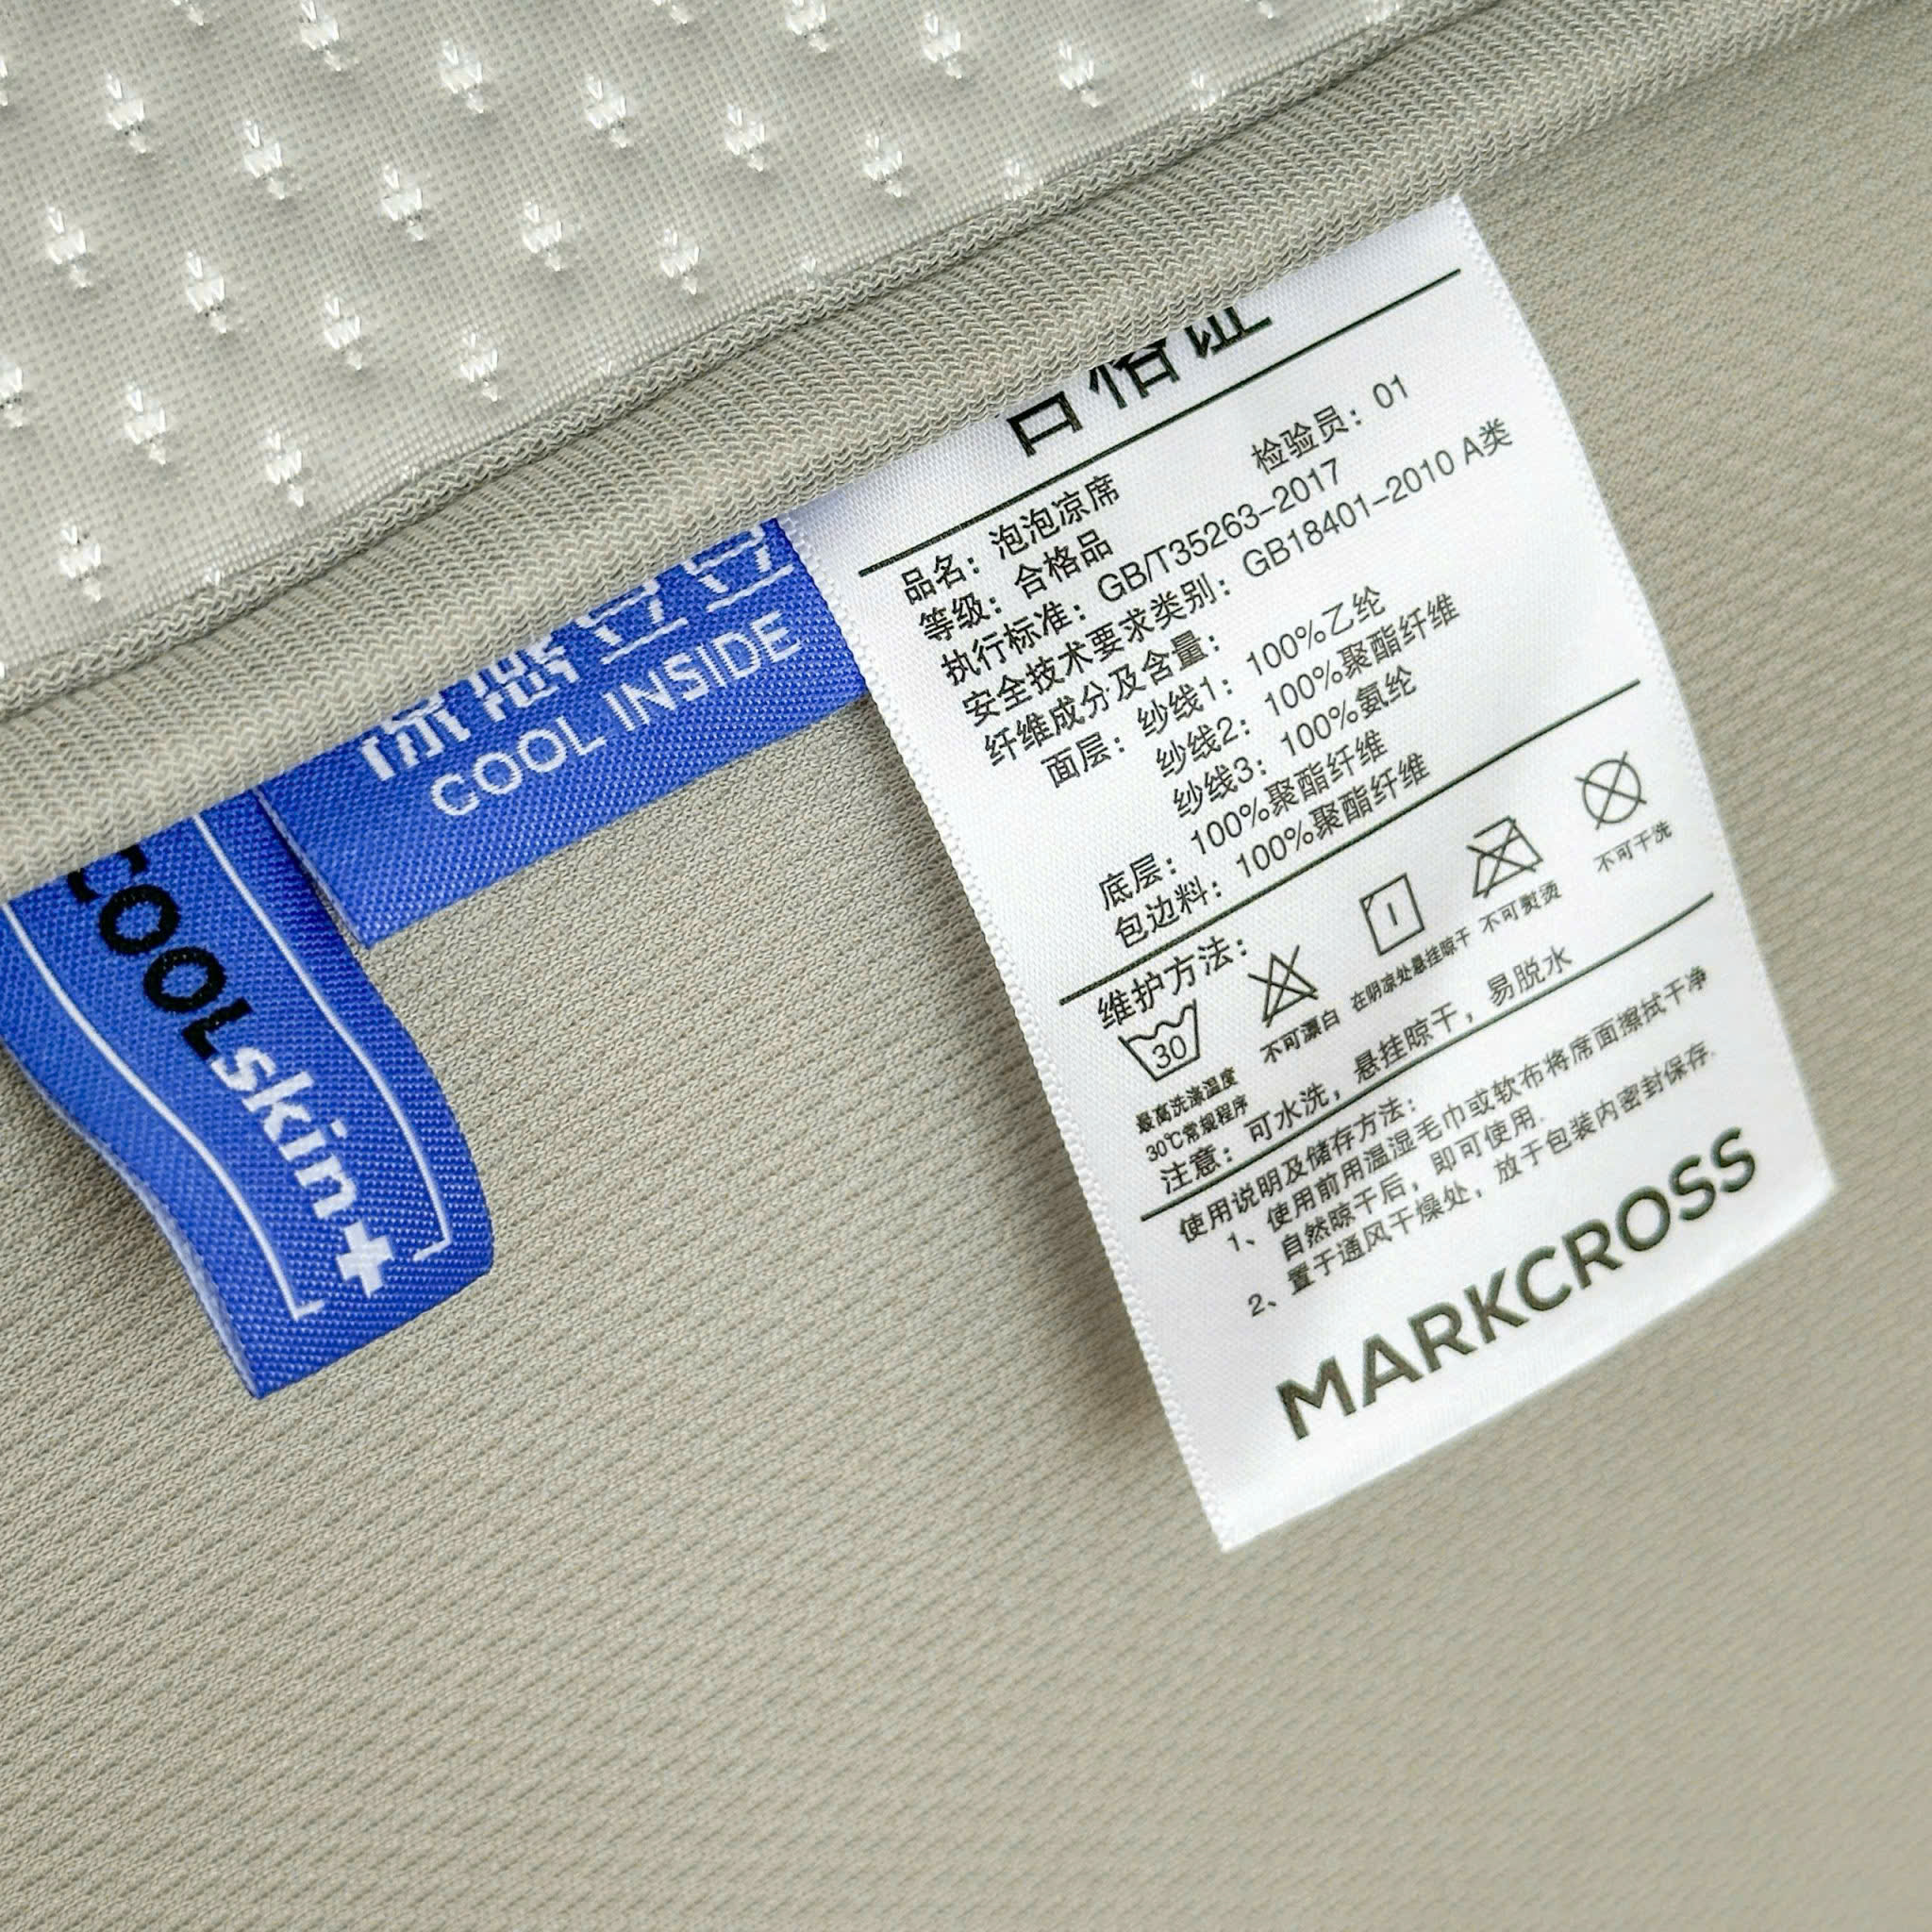 合格证
品名：泡泡凉席 检验员：01
等级：合格品
执行标准：GB/T35263-2017
安全技术要求类别：GB18401-2010 A类
纤维成分及含量：
面层：纱线1：100%乙纶
纱线2：100%聚酯纤维
纱线3：100%氨纶
底层：100%聚酯纤维
包边料：100%聚酯纤维
维护方法：
30
最高洗涤温度
30℃常规程序
不可漂白
在阴凉处悬挂晾干
不可熨烫
不可干洗
注意：可水洗，悬挂晾干，易脱水
使用说明及储存方法：
1、使用前用温湿毛巾或软布将席面擦拭干净
自然晾干后，即可使用.
2、置于通风干燥处，放于包装内密封保存.
MARKCROSS
COOL INSIDE
COOLskin+